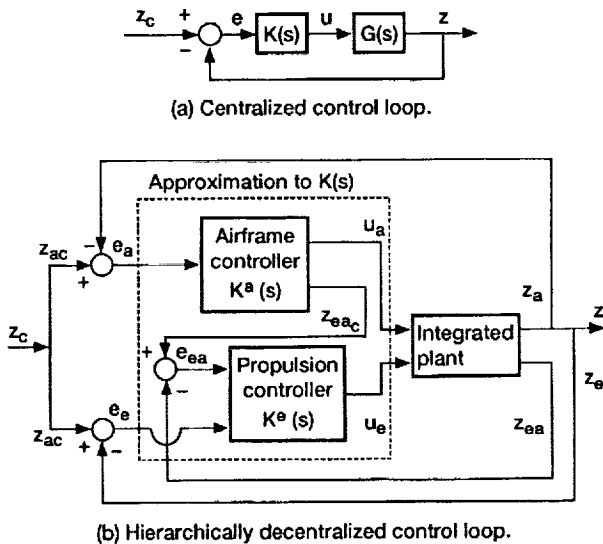 z_c + − e K(s) u G(s) z
(a) Centralized control loop.
Approximation to K(s)
z_ac − + e_a
Airframe
controller
K^a (s)
u_a
z_ea_c
z_c
+ − e_ea
Propulsion
controller
K^e (s)
u_e
Integrated
plant
z_a
z
z_e
z_ea
z_ac + − e_e
(b) Hierarchically decentralized control loop.